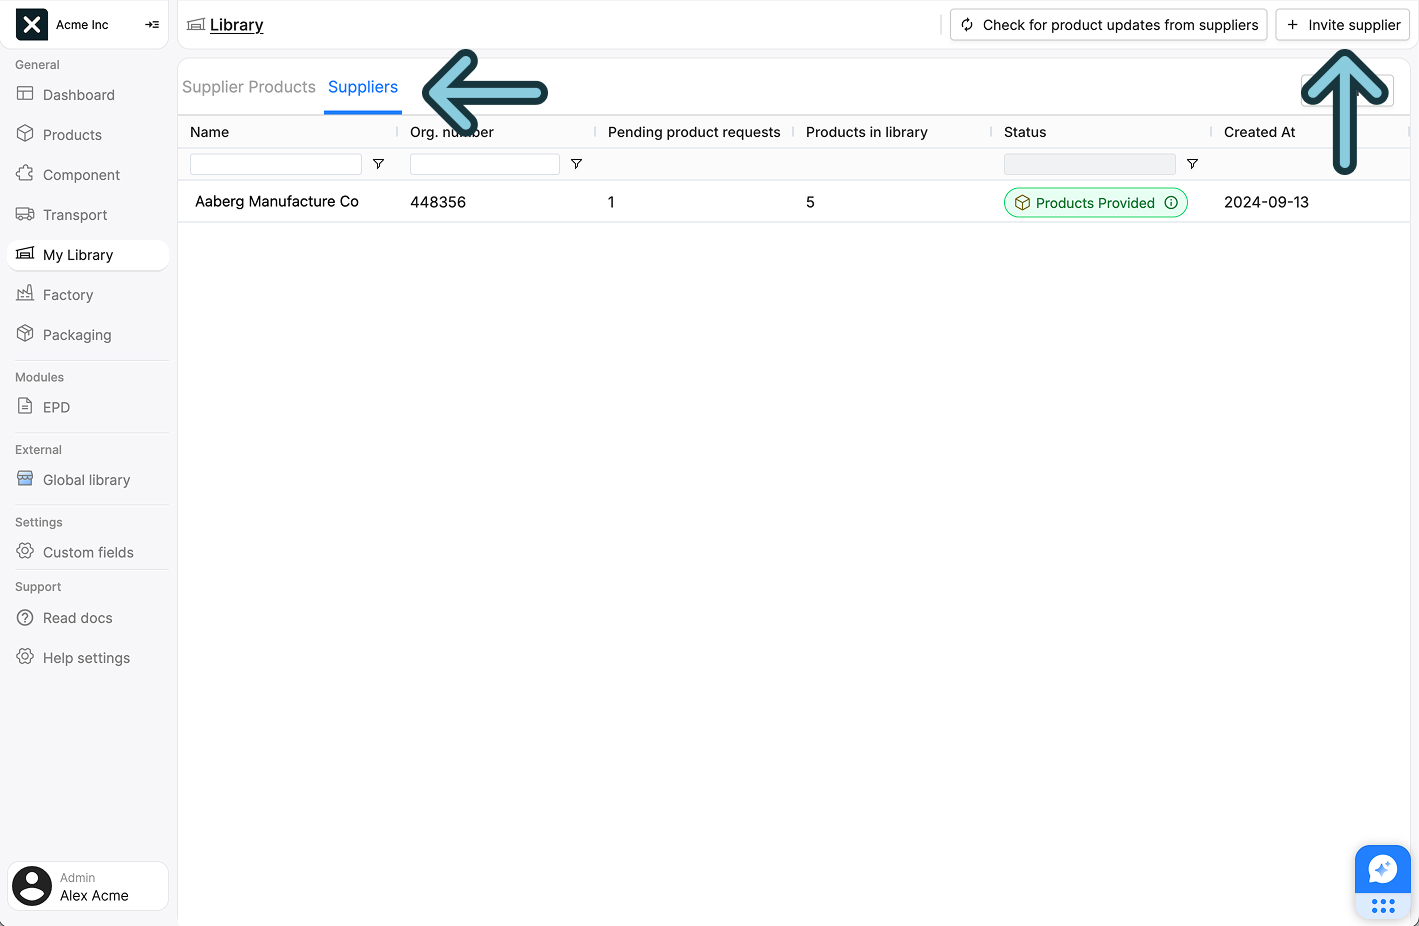 Acme Inc
General
Dashboard
Products
Component
Transport
My Library
Factory
Packaging
Modules
EPD
External
Global library
Settings
Custom fields
Support
Read docs
Help settings
Admin
Alex Acme
Library
Check for product updates from suppliers
+ Invite supplier
Supplier Products Suppliers
Name Org. number Pending product requests Products in library Status Created At
Aaberg Manufacture Co 448356 1 5 Products Provided 2024-09-13